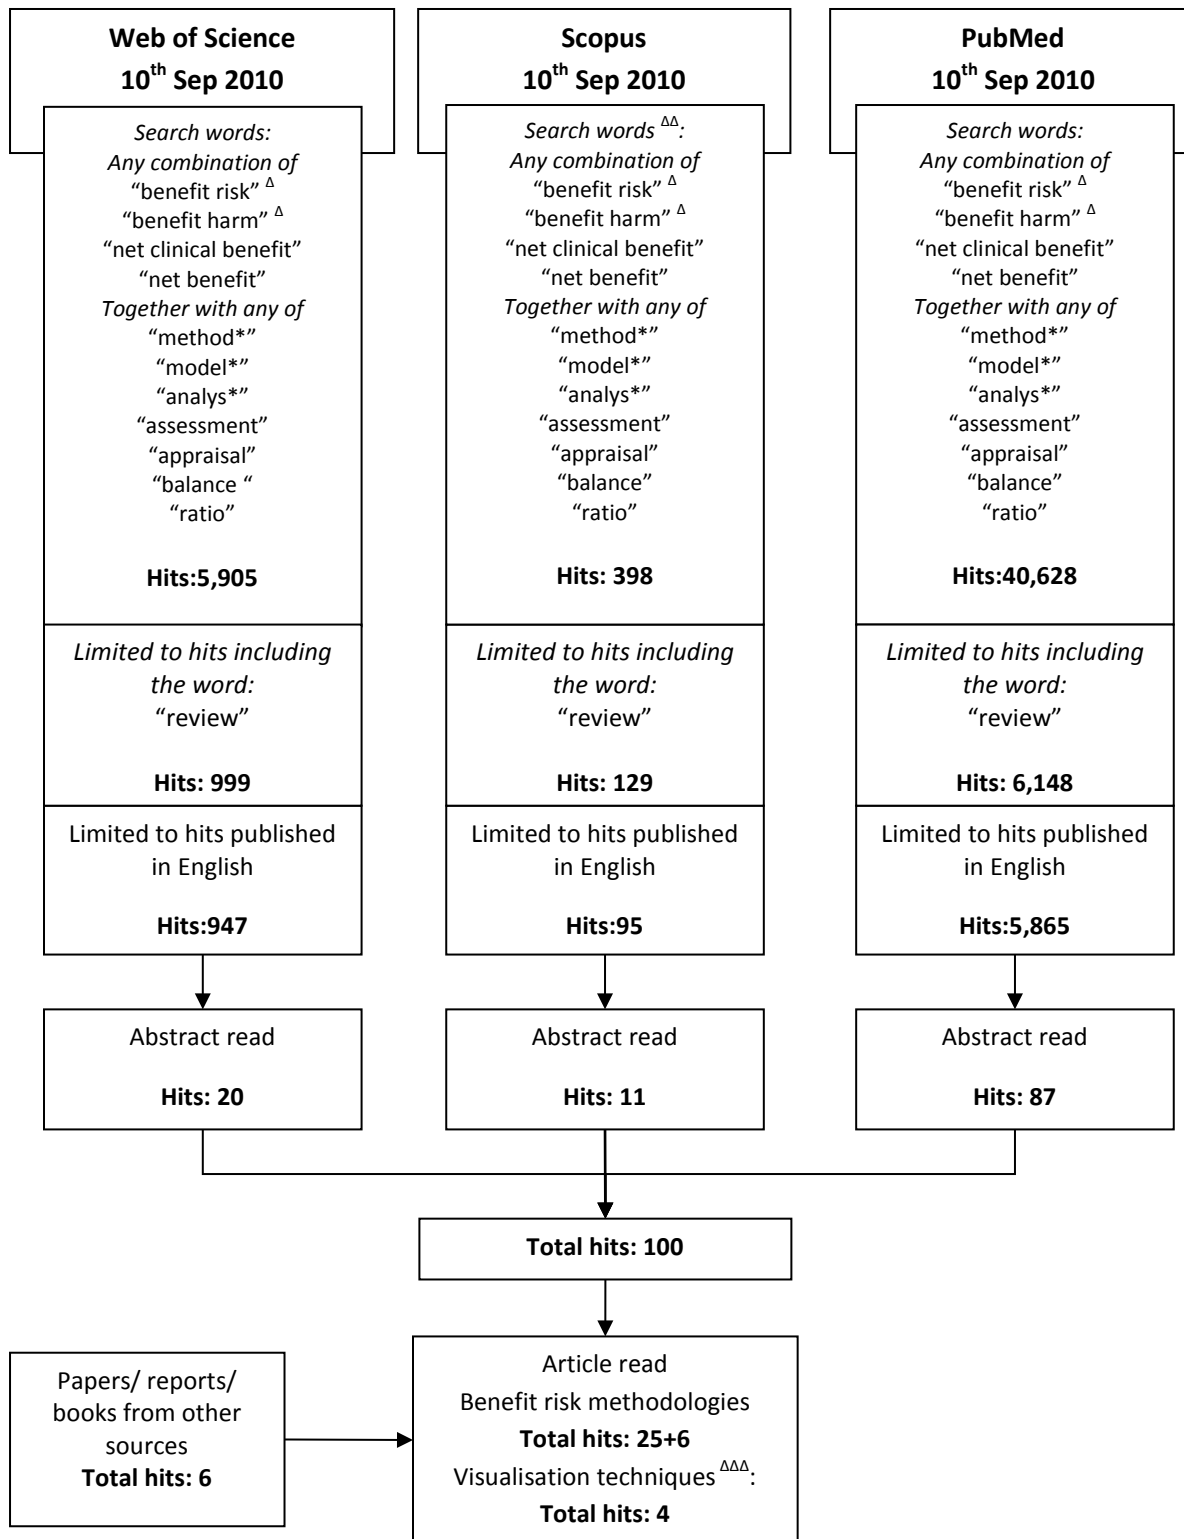 Web of Science
10th Sep 2010
Search words:
Any combination of
“benefit risk” Δ
“benefit harm” Δ
“net clinical benefit”
“net benefit”
Together with any of
“method*”
“model*”
“analys*”
“assessment”
“appraisal”
“balance “
“ratio”
Hits:5,905
Limited to hits including
the word:
“review”
Hits: 999
Limited to hits published
in English
Hits:947
Abstract read
Hits: 20
Scopus
10th Sep 2010
Search words ΔΔ:
Any combination of
“benefit risk” Δ
“benefit harm” Δ
“net clinical benefit”
“net benefit”
Together with any of
“method*”
“model*”
“analys*”
“assessment”
“appraisal”
“balance”
“ratio”
Hits: 398
Limited to hits including
the word:
“review”
Hits: 129
Limited to hits published
in English
Hits:95
Abstract read
Hits: 11
PubMed
10th Sep 2010
Search words:
Any combination of
“benefit risk” Δ
“benefit harm” Δ
“net clinical benefit”
“net benefit”
Together with any of
“method*”
“model*”
“analys*”
“assessment”
“appraisal”
“balance”
“ratio”
Hits:40,628
Limited to hits including
the word:
“review”
Hits: 6,148
Limited to hits published
in English
Hits:5,865
Abstract read
Hits: 87
Total hits: 100
Papers/ reports/
books from other
sources
Total hits: 6
Article read
Benefit risk methodologies
Total hits: 25+6
Visualisation techniques ΔΔΔ:
Total hits: 4